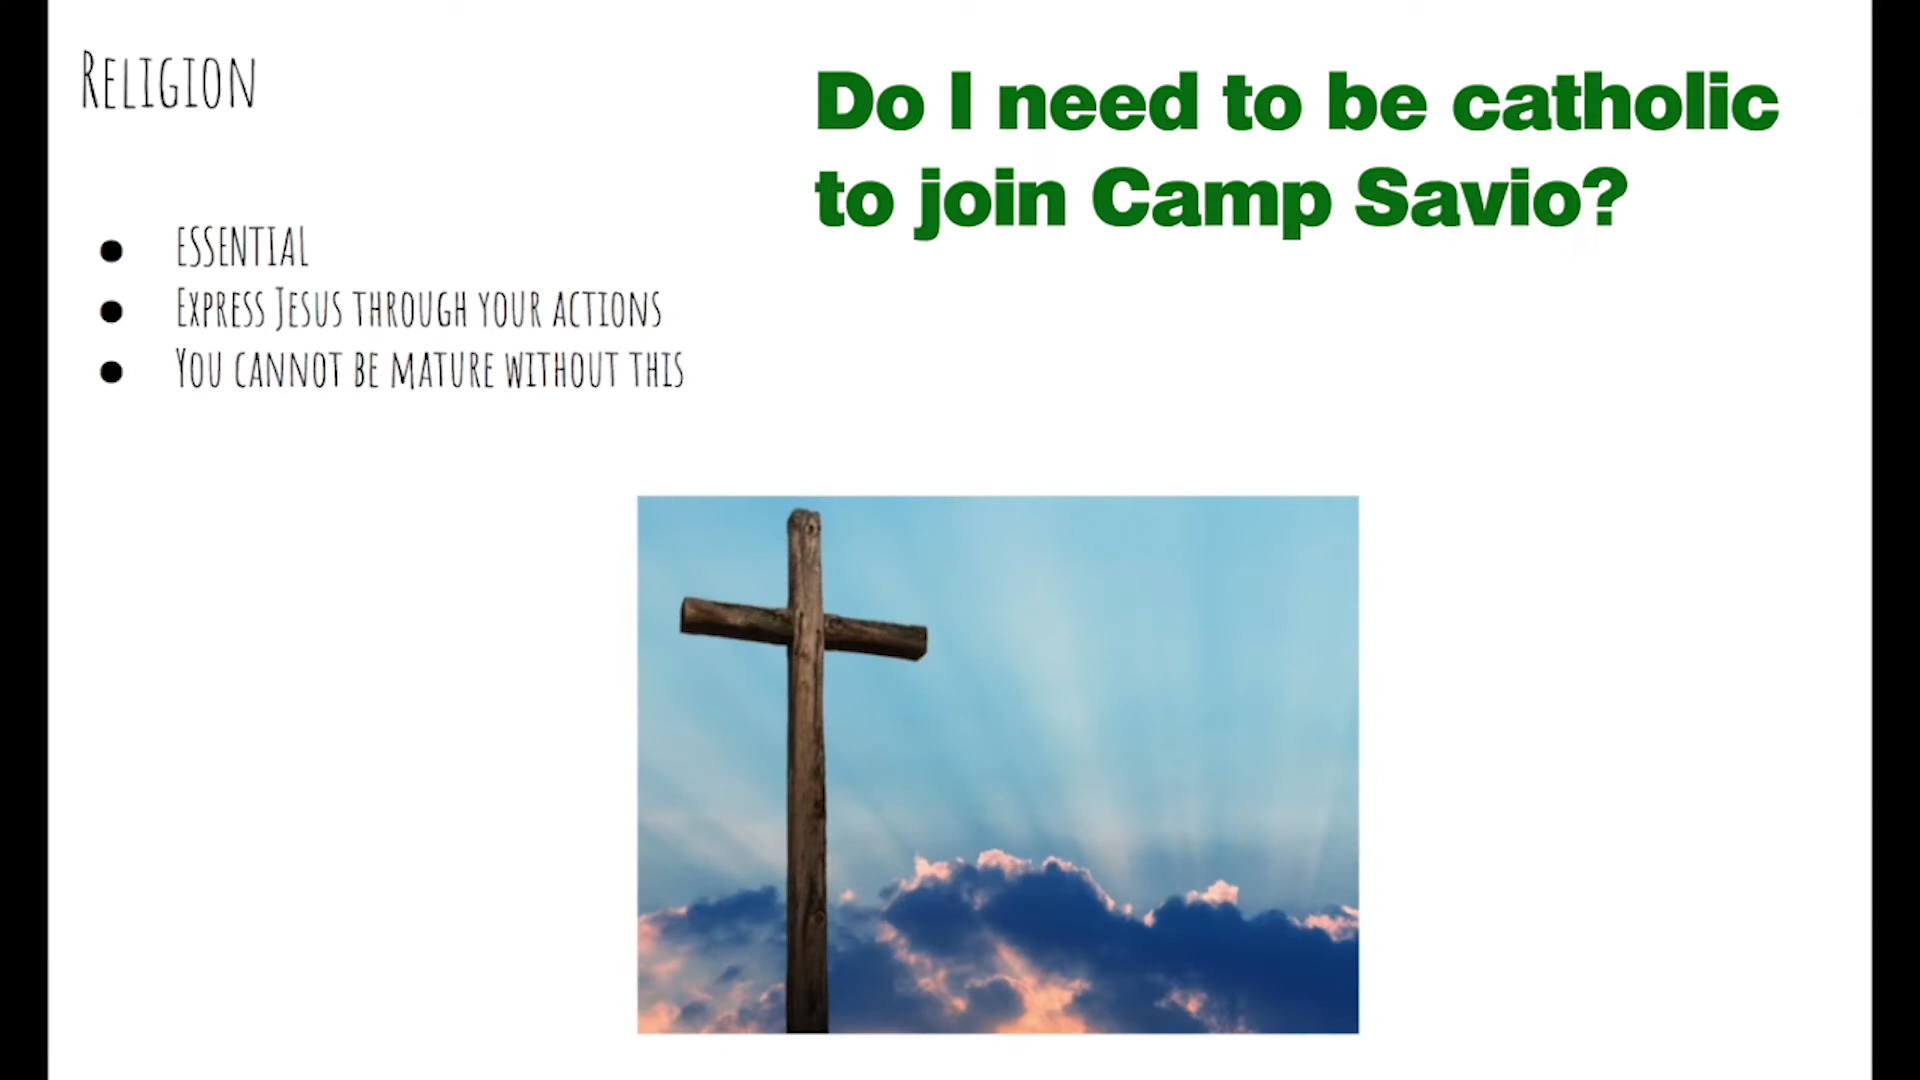 Religion
Do I need to be catholic
to join Camp Savio?
● ESSENTIAL
● Express Jesus through your actions
● You cannot be mature without this